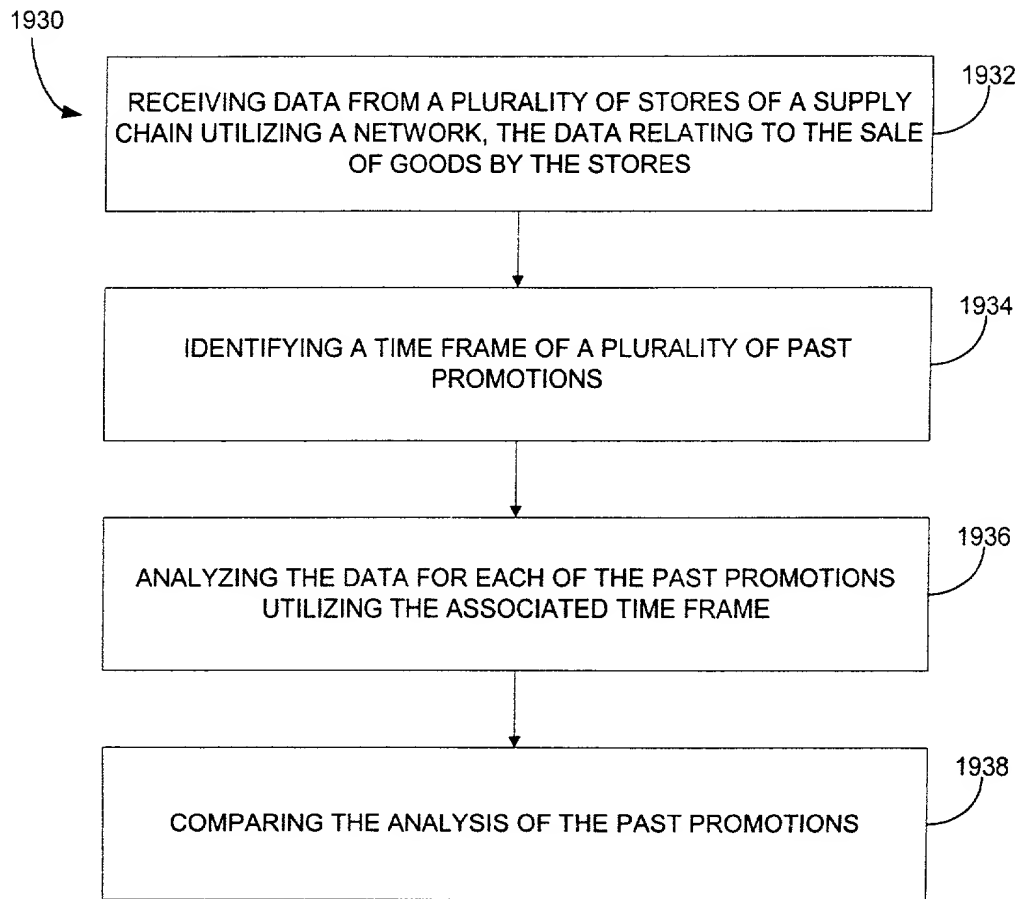 1930
1932
RECEIVING DATA FROM A PLURALITY OF STORES OF A SUPPLY
CHAIN UTILIZING A NETWORK, THE DATA RELATING TO THE SALE
OF GOODS BY THE STORES
1934
IDENTIFYING A TIME FRAME OF A PLURALITY OF PAST
PROMOTIONS
1936
ANALYZING THE DATA FOR EACH OF THE PAST PROMOTIONS
UTILIZING THE ASSOCIATED TIME FRAME
1938
COMPARING THE ANALYSIS OF THE PAST PROMOTIONS